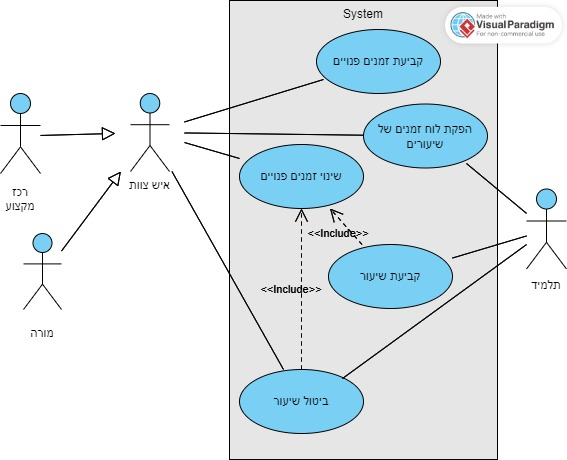 System
Made with
Visual Paradigm
For non-commercial use
קביעת זמנים פנויים
הפקת לוח זמנים של
שיעורים
שינוי זמנים פנויים
רכז
מקצוע
איש צוות
<<Include>>
קביעת שיעור
תלמיד
<<Include>>
מורה
ביטול שיעור